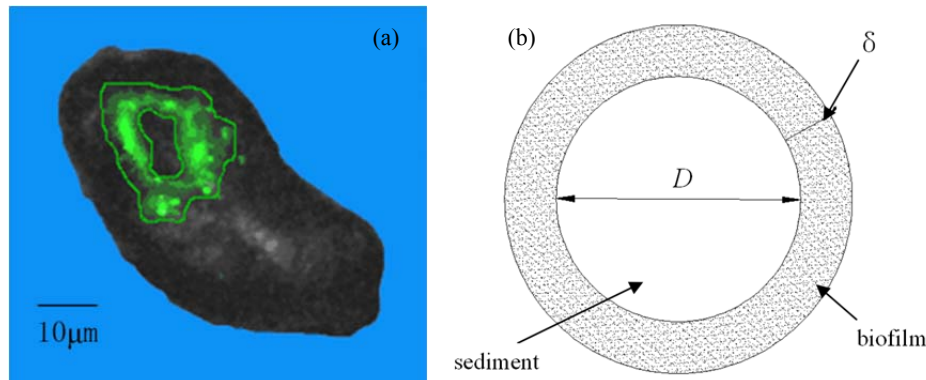 (a)
10μm
(b)
δ
D
sediment
biofilm